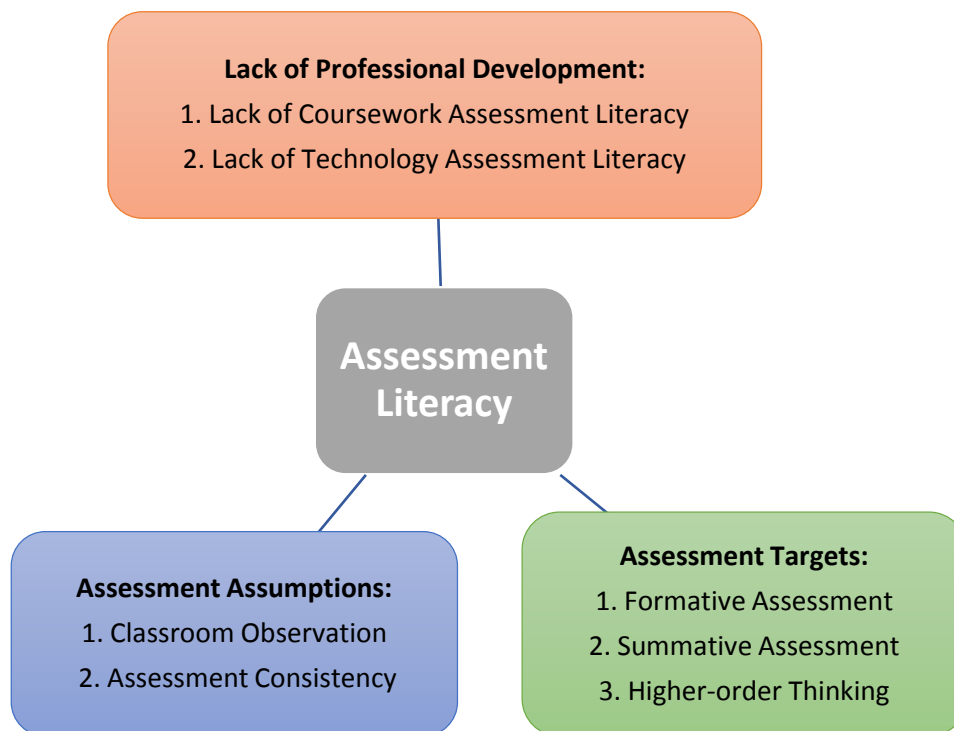 Lack of Professional Development:
1. Lack of Coursework Assessment Literacy
2. Lack of Technology Assessment Literacy
Assessment
Literacy
Assessment Assumptions:
1. Classroom Observation
2. Assessment Consistency
Assessment Targets:
1. Formative Assessment
2. Summative Assessment
3. Higher-order Thinking